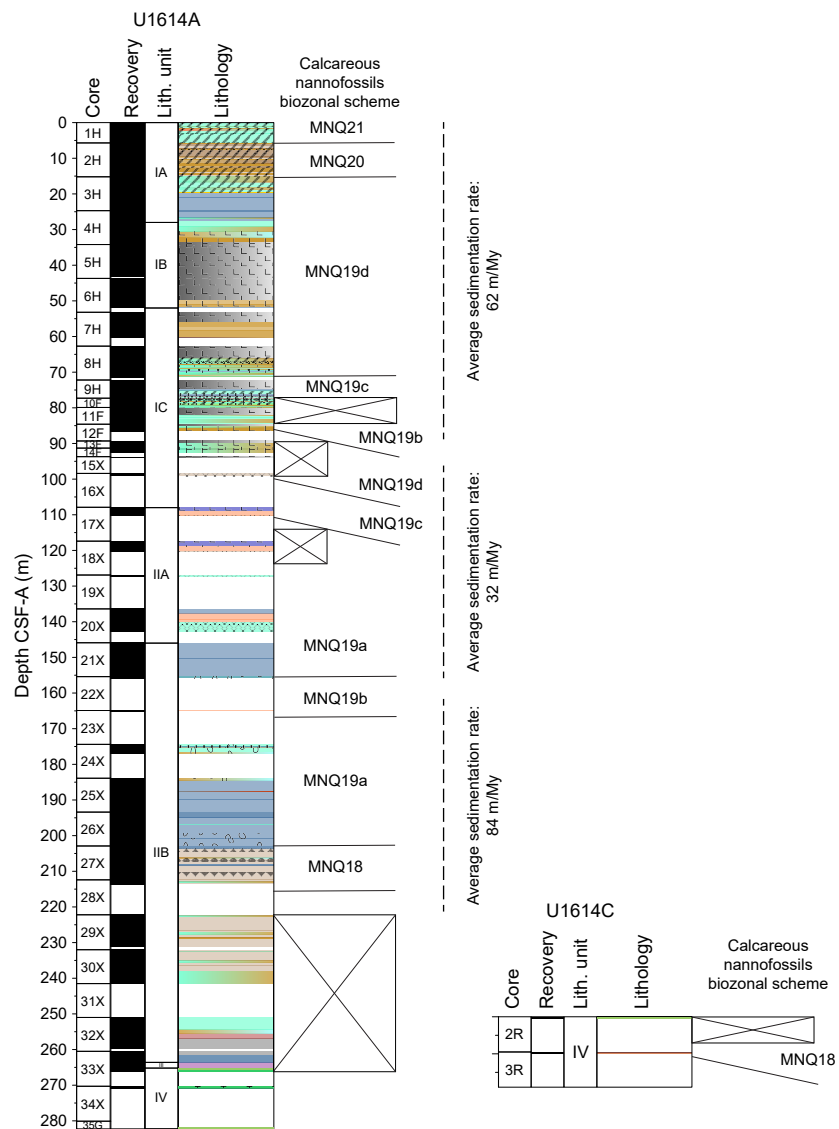 U1614A
Core
Recovery
Lith. unit
Lithology
Calcareous
nannofossils
biozonal scheme
Depth CSF-A (m)
0
10
20
30
40
50
60
70
80
90
100
110
120
130
140
150
160
170
180
190
200
210
220
230
240
250
260
270
280
1H
2H
3H
4H
5H
6H
7H
8H
9H
10F
11F
12F
13F
14F
15X
16X
17X
18X
19X
20X
21X
22X
23X
24X
25X
26X
27X
28X
29X
30X
31X
32X
33X
34X
35G
IA
IB
IC
IIA
IIB
III
IV
MNQ21
MNQ20
MNQ19d
MNQ19c
MNQ19b
MNQ19d
MNQ19c
MNQ19a
MNQ19b
MNQ19a
MNQ18
Average sedimentation rate:
62 m/My
Average sedimentation rate:
32 m/My
Average sedimentation rate:
84 m/My
U1614C
Core
Recovery
Lith. unit
Lithology
Calcareous
nannofossils
biozonal scheme
2R
3R
IV
MNQ18